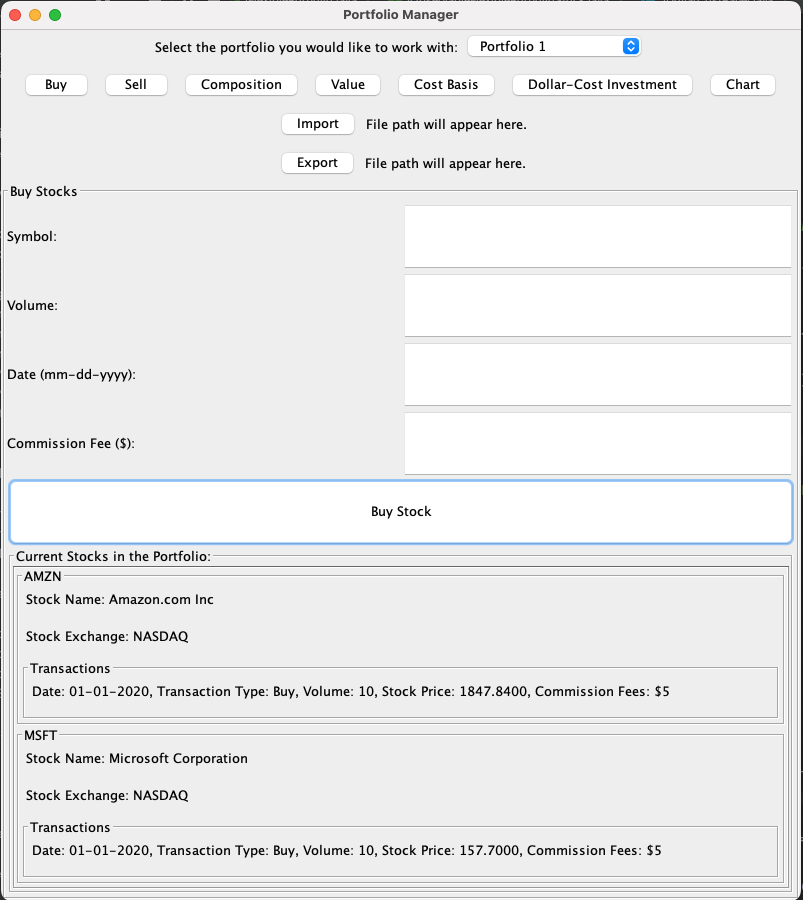 Portfolio Manager
Select the portfolio you would like to work with: Portfolio 1
Buy Sell Composition Value Cost Basis Dollar-Cost Investment Chart
Import File path will appear here.
Export File path will appear here.
Buy Stocks
Symbol:
Volume:
Date (mm-dd-yyyy):
Commission Fee ($):
Buy Stock
Current Stocks in the Portfolio:
AMZN
Stock Name: Amazon.com Inc
Stock Exchange: NASDAQ
Transactions
Date: 01-01-2020, Transaction Type: Buy, Volume: 10, Stock Price: 1847.8400, Commission Fees: $5
MSFT
Stock Name: Microsoft Corporation
Stock Exchange: NASDAQ
Transactions
Date: 01-01-2020, Transaction Type: Buy, Volume: 10, Stock Price: 157.7000, Commission Fees: $5